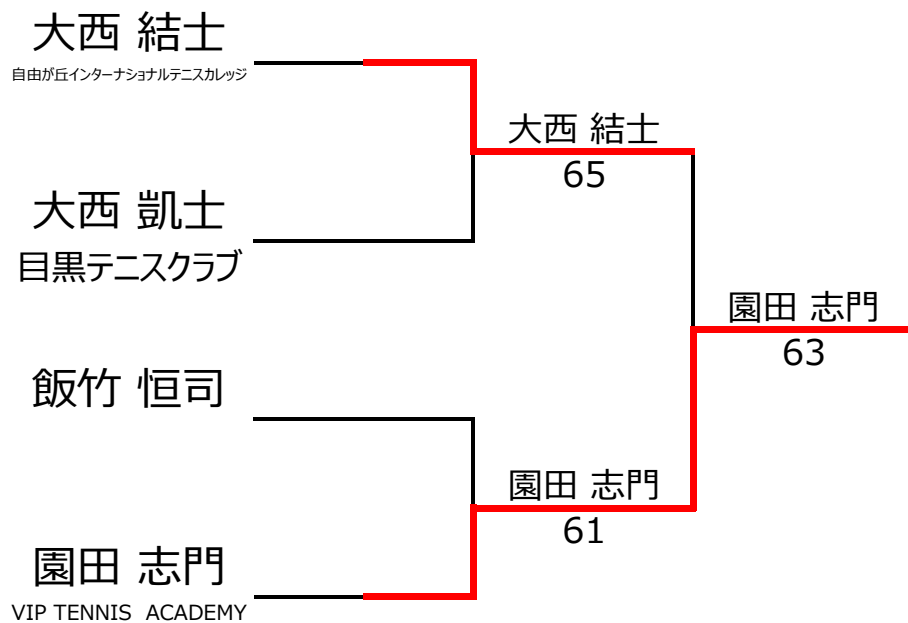 大西 結士
自由が丘インターナショナルテニスカレッジ
大西 結士
65
大西 凱士
目黒テニスクラブ
園田 志門
63
飯竹 恒司
園田 志門
61
園田 志門
VIP TENNIS ACADEMY